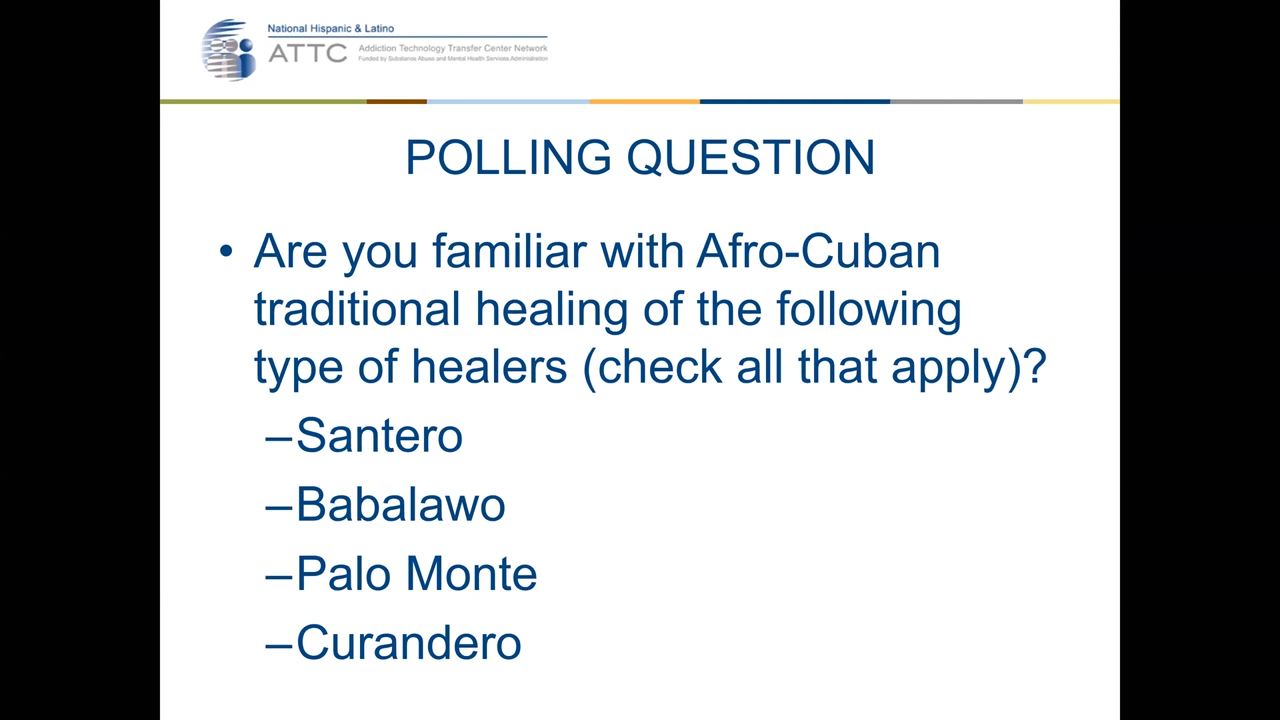 National Hispanic & Latino
ATTC
Addiction Technology Transfer Center Network
Funded by Substance Abuse and Mental Health Services Administration
POLLING QUESTION
• Are you familiar with Afro-Cuban
traditional healing of the following
type of healers (check all that apply)?
–Santero
–Babalawo
–Palo Monte
–Curandero